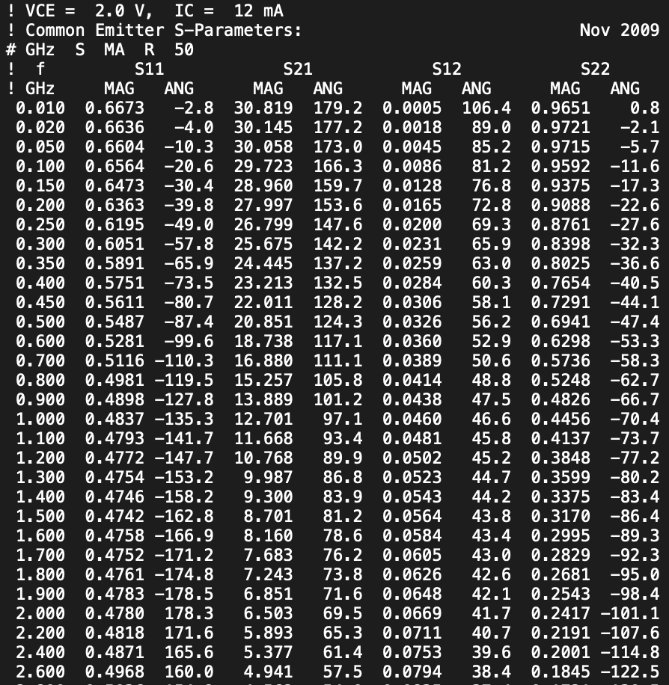 ! VCE =  2.0 V,  IC =  12 mA
! Common Emitter S-Parameters:                     Nov 2009
# GHz  S  MA  R  50
!  f         S11            S21            S12            S22
! GHz     MAG    ANG      MAG    ANG     MAG    ANG     MAG    ANG
0.010  0.6673   -2.8  30.819  179.2  0.0005  106.4  0.9651    0.8
0.020  0.6636   -4.0  30.145  177.2  0.0018   89.0  0.9721   -2.1
0.050  0.6604  -10.3  30.058  173.0  0.0045   85.2  0.9715   -5.7
0.100  0.6564  -20.6  29.723  166.3  0.0086   81.2  0.9592  -11.6
0.150  0.6473  -30.4  28.960  159.7  0.0128   76.8  0.9375  -17.3
0.200  0.6363  -39.8  27.997  153.6  0.0165   72.8  0.9088  -22.6
0.250  0.6195  -49.0  26.799  147.6  0.0200   69.3  0.8761  -27.6
0.300  0.6051  -57.8  25.675  142.2  0.0231   65.9  0.8398  -32.3
0.350  0.5891  -65.9  24.445  137.2  0.0259   63.0  0.8025  -36.6
0.400  0.5751  -73.5  23.213  132.5  0.0284   60.3  0.7654  -40.5
0.450  0.5611  -80.7  22.011  128.2  0.0306   58.1  0.7291  -44.1
0.500  0.5487  -87.4  20.851  124.3  0.0326   56.2  0.6941  -47.4
0.600  0.5281  -99.6  18.738  117.1  0.0360   52.9  0.6298  -53.3
0.700  0.5116 -110.3  16.880  111.1  0.0389   50.6  0.5736  -58.3
0.800  0.4981 -119.5  15.257  105.8  0.0414   48.8  0.5248  -62.7
0.900  0.4898 -127.8  13.889  101.2  0.0438   47.5  0.4826  -66.7
1.000  0.4837 -135.3  12.701   97.1  0.0460   46.6  0.4456  -70.4
1.100  0.4793 -141.7  11.668   93.4  0.0481   45.8  0.4137  -73.7
1.200  0.4772 -147.7  10.768   89.9  0.0502   45.2  0.3848  -77.2
1.300  0.4754 -153.2   9.987   86.8  0.0523   44.7  0.3599  -80.2
1.400  0.4746 -158.2   9.300   83.9  0.0543   44.2  0.3375  -83.4
1.500  0.4742 -162.8   8.701   81.2  0.0564   43.8  0.3170  -86.4
1.600  0.4758 -166.9   8.160   78.6  0.0584   43.4  0.2995  -89.3
1.700  0.4752 -171.2   7.683   76.2  0.0605   43.0  0.2829  -92.3
1.800  0.4761 -174.8   7.243   73.8  0.0626   42.6  0.2681  -95.0
1.900  0.4783 -178.5   6.851   71.6  0.0648   42.1  0.2543  -98.4
2.000  0.4780  178.3   6.503   69.5  0.0669   41.7  0.2417 -101.1
2.200  0.4818  171.6   5.893   65.3  0.0711   40.7  0.2191 -107.6
2.400  0.4871  165.6   5.377   61.4  0.0753   39.6  0.2001 -114.8
2.600  0.4968  160.0   4.941   57.5  0.0794   38.4  0.1845 -122.5